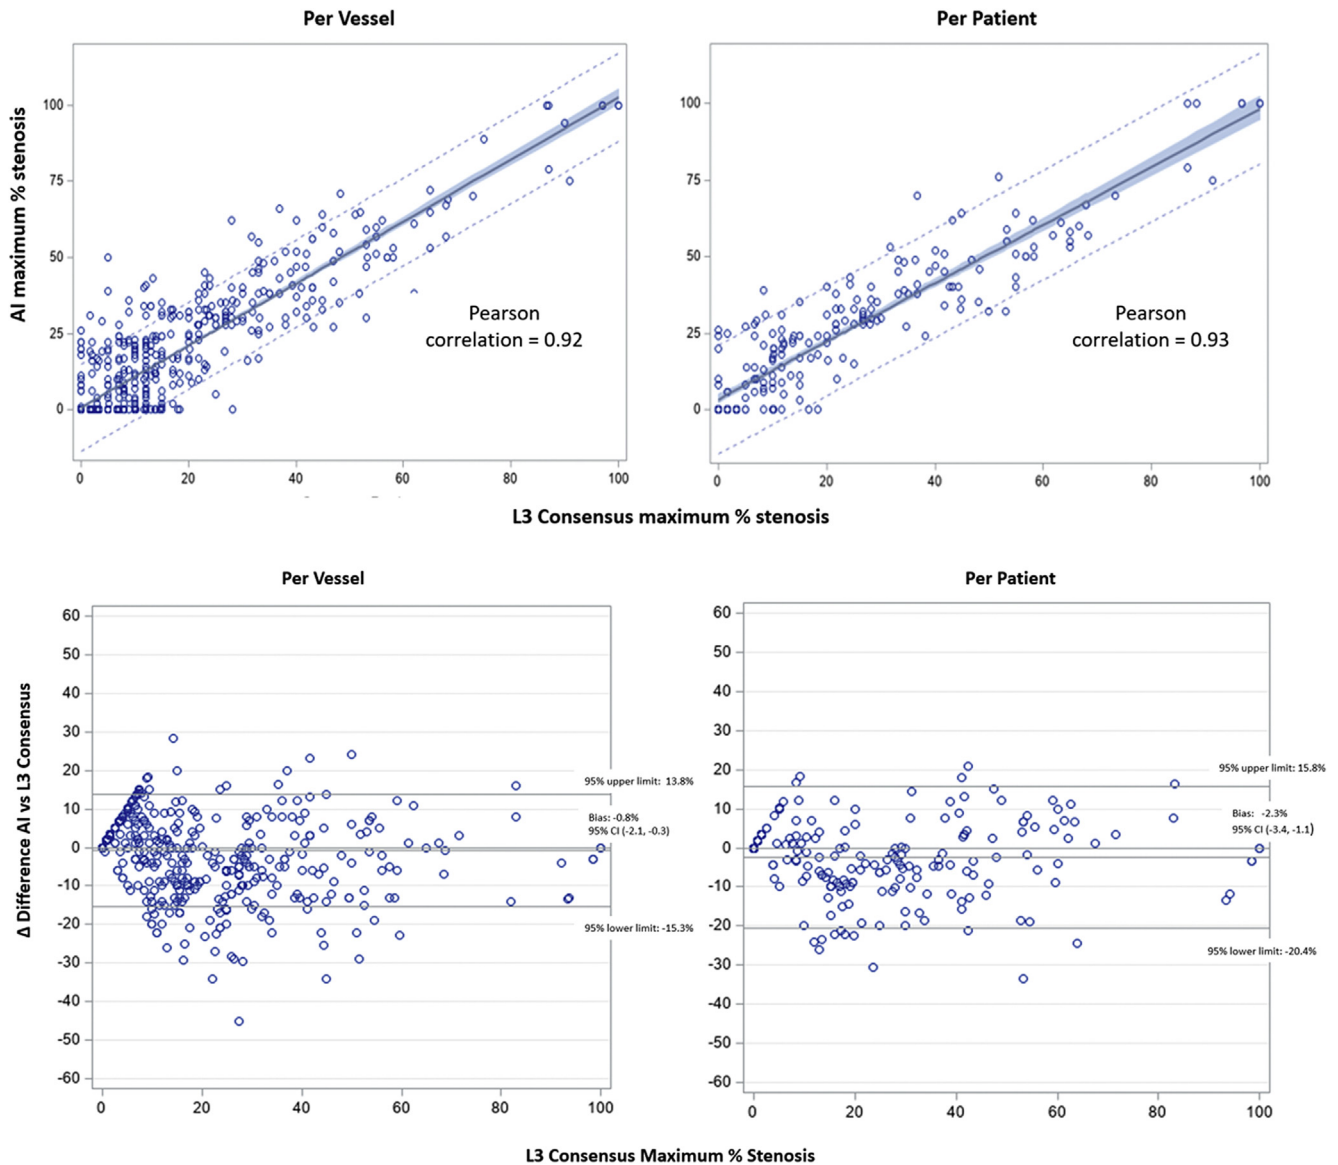 Per Vessel
Per Patient
AI maximum % stenosis
100
75
50
25
0
Pearson
correlation = 0.92
0 20 40 60 80 100
100
75
50
25
0
Pearson
correlation = 0.93
0 20 40 60 80 100
L3 Consensus maximum % stenosis
Per Vessel
Per Patient
Δ Difference AI vs L3 Consensus
60
50
40
30
20
10
0
-10
-20
-30
-40
-50
-60
95% upper limit: 13.8%
Bias: -0.8%
95% CI (-2.1, -0.3)
95% lower limit: -15.3%
0 20 40 60 80 100
60
50
40
30
20
10
0
-10
-20
-30
-40
-50
-60
95% upper limit: 15.8%
Bias: -2.3%
95% CI (-3.4, -1.1)
95% lower limit: -20.4%
0 20 40 60 80 100
L3 Consensus Maximum % Stenosis